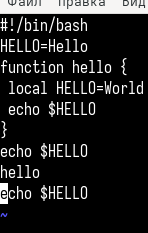 Файл Правка Вид
#!/bin/bash
HELLO=Hello
function hello {
 local HELLO=World
 echo $HELLO
}
echo $HELLO
hello
echo $HELLO
~